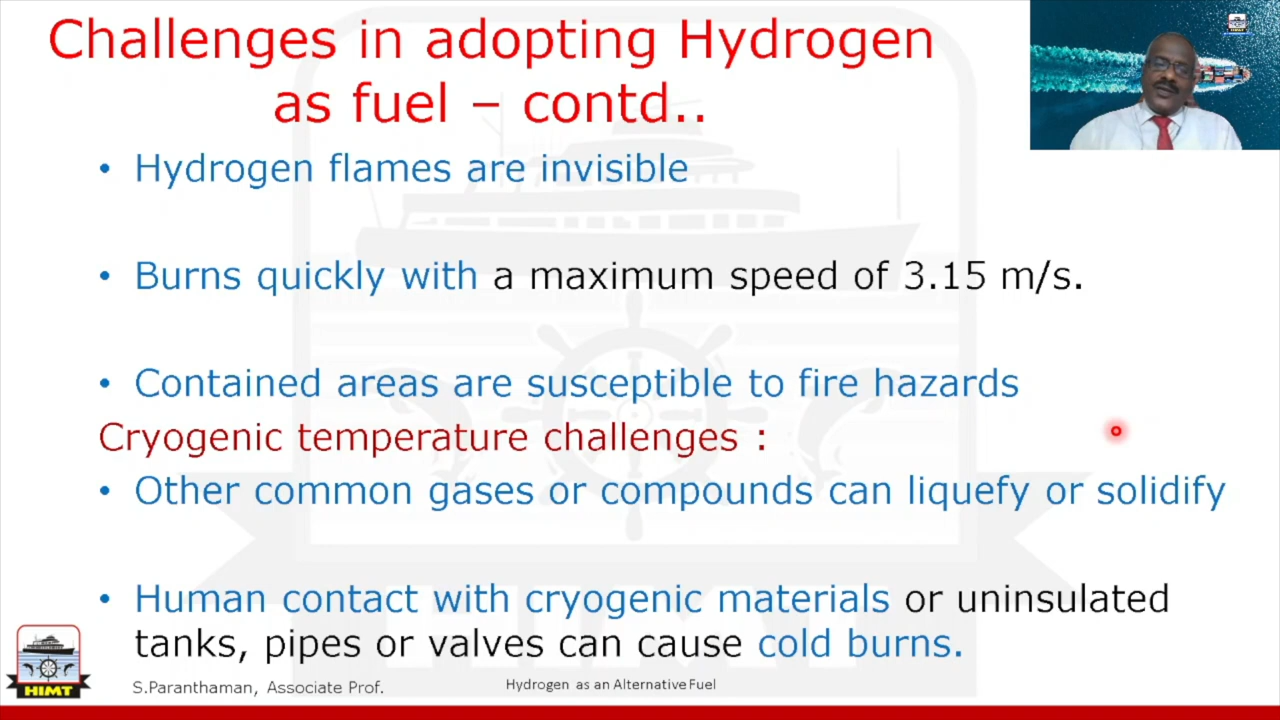 Challenges in adopting Hydrogen
as fuel – contd..
• Hydrogen flames are invisible
• Burns quickly with a maximum speed of 3.15 m/s.
• Contained areas are susceptible to fire hazards
Cryogenic temperature challenges :
• Other common gases or compounds can liquefy or solidify
• Human contact with cryogenic materials or uninsulated
tanks, pipes or valves can cause cold burns.
HIMT
S.Paranthaman, Associate Prof.
Hydrogen as an Alternative Fuel
HIMT